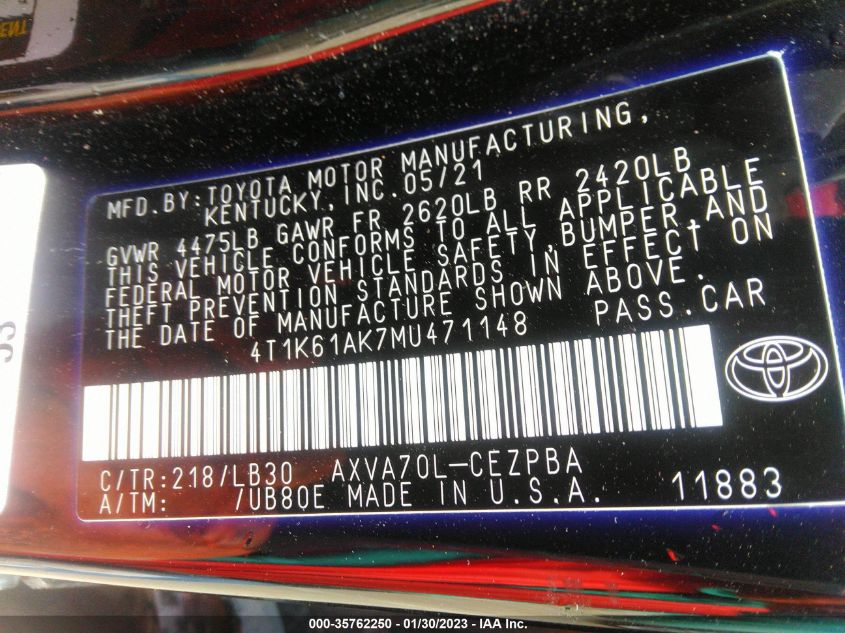 MFD.BY:TOYOTA MOTOR MANUFACTURING,
KENTUCKY,INC.05/21
GVWR 4475LB GAWR FR 2620LB RR 2420LB
THIS VEHICLE CONFORMS TO ALL APPLICABLE
FEDERAL MOTOR VEHICLE SAFETY,BUMPER,AND
THEFT PREVENTION STANDARDS IN EFFECT ON
THE DATE OF MANUFACTURE SHOWN ABOVE.
4T1K61AK7MU471148 PASS.CAR
C/TR:218/LB30 AXVA70L-CEZPBA
A/TM: /UB80E MADE IN U.S.A. 11883
000-35762250 - 01/30/2023 - IAA Inc.